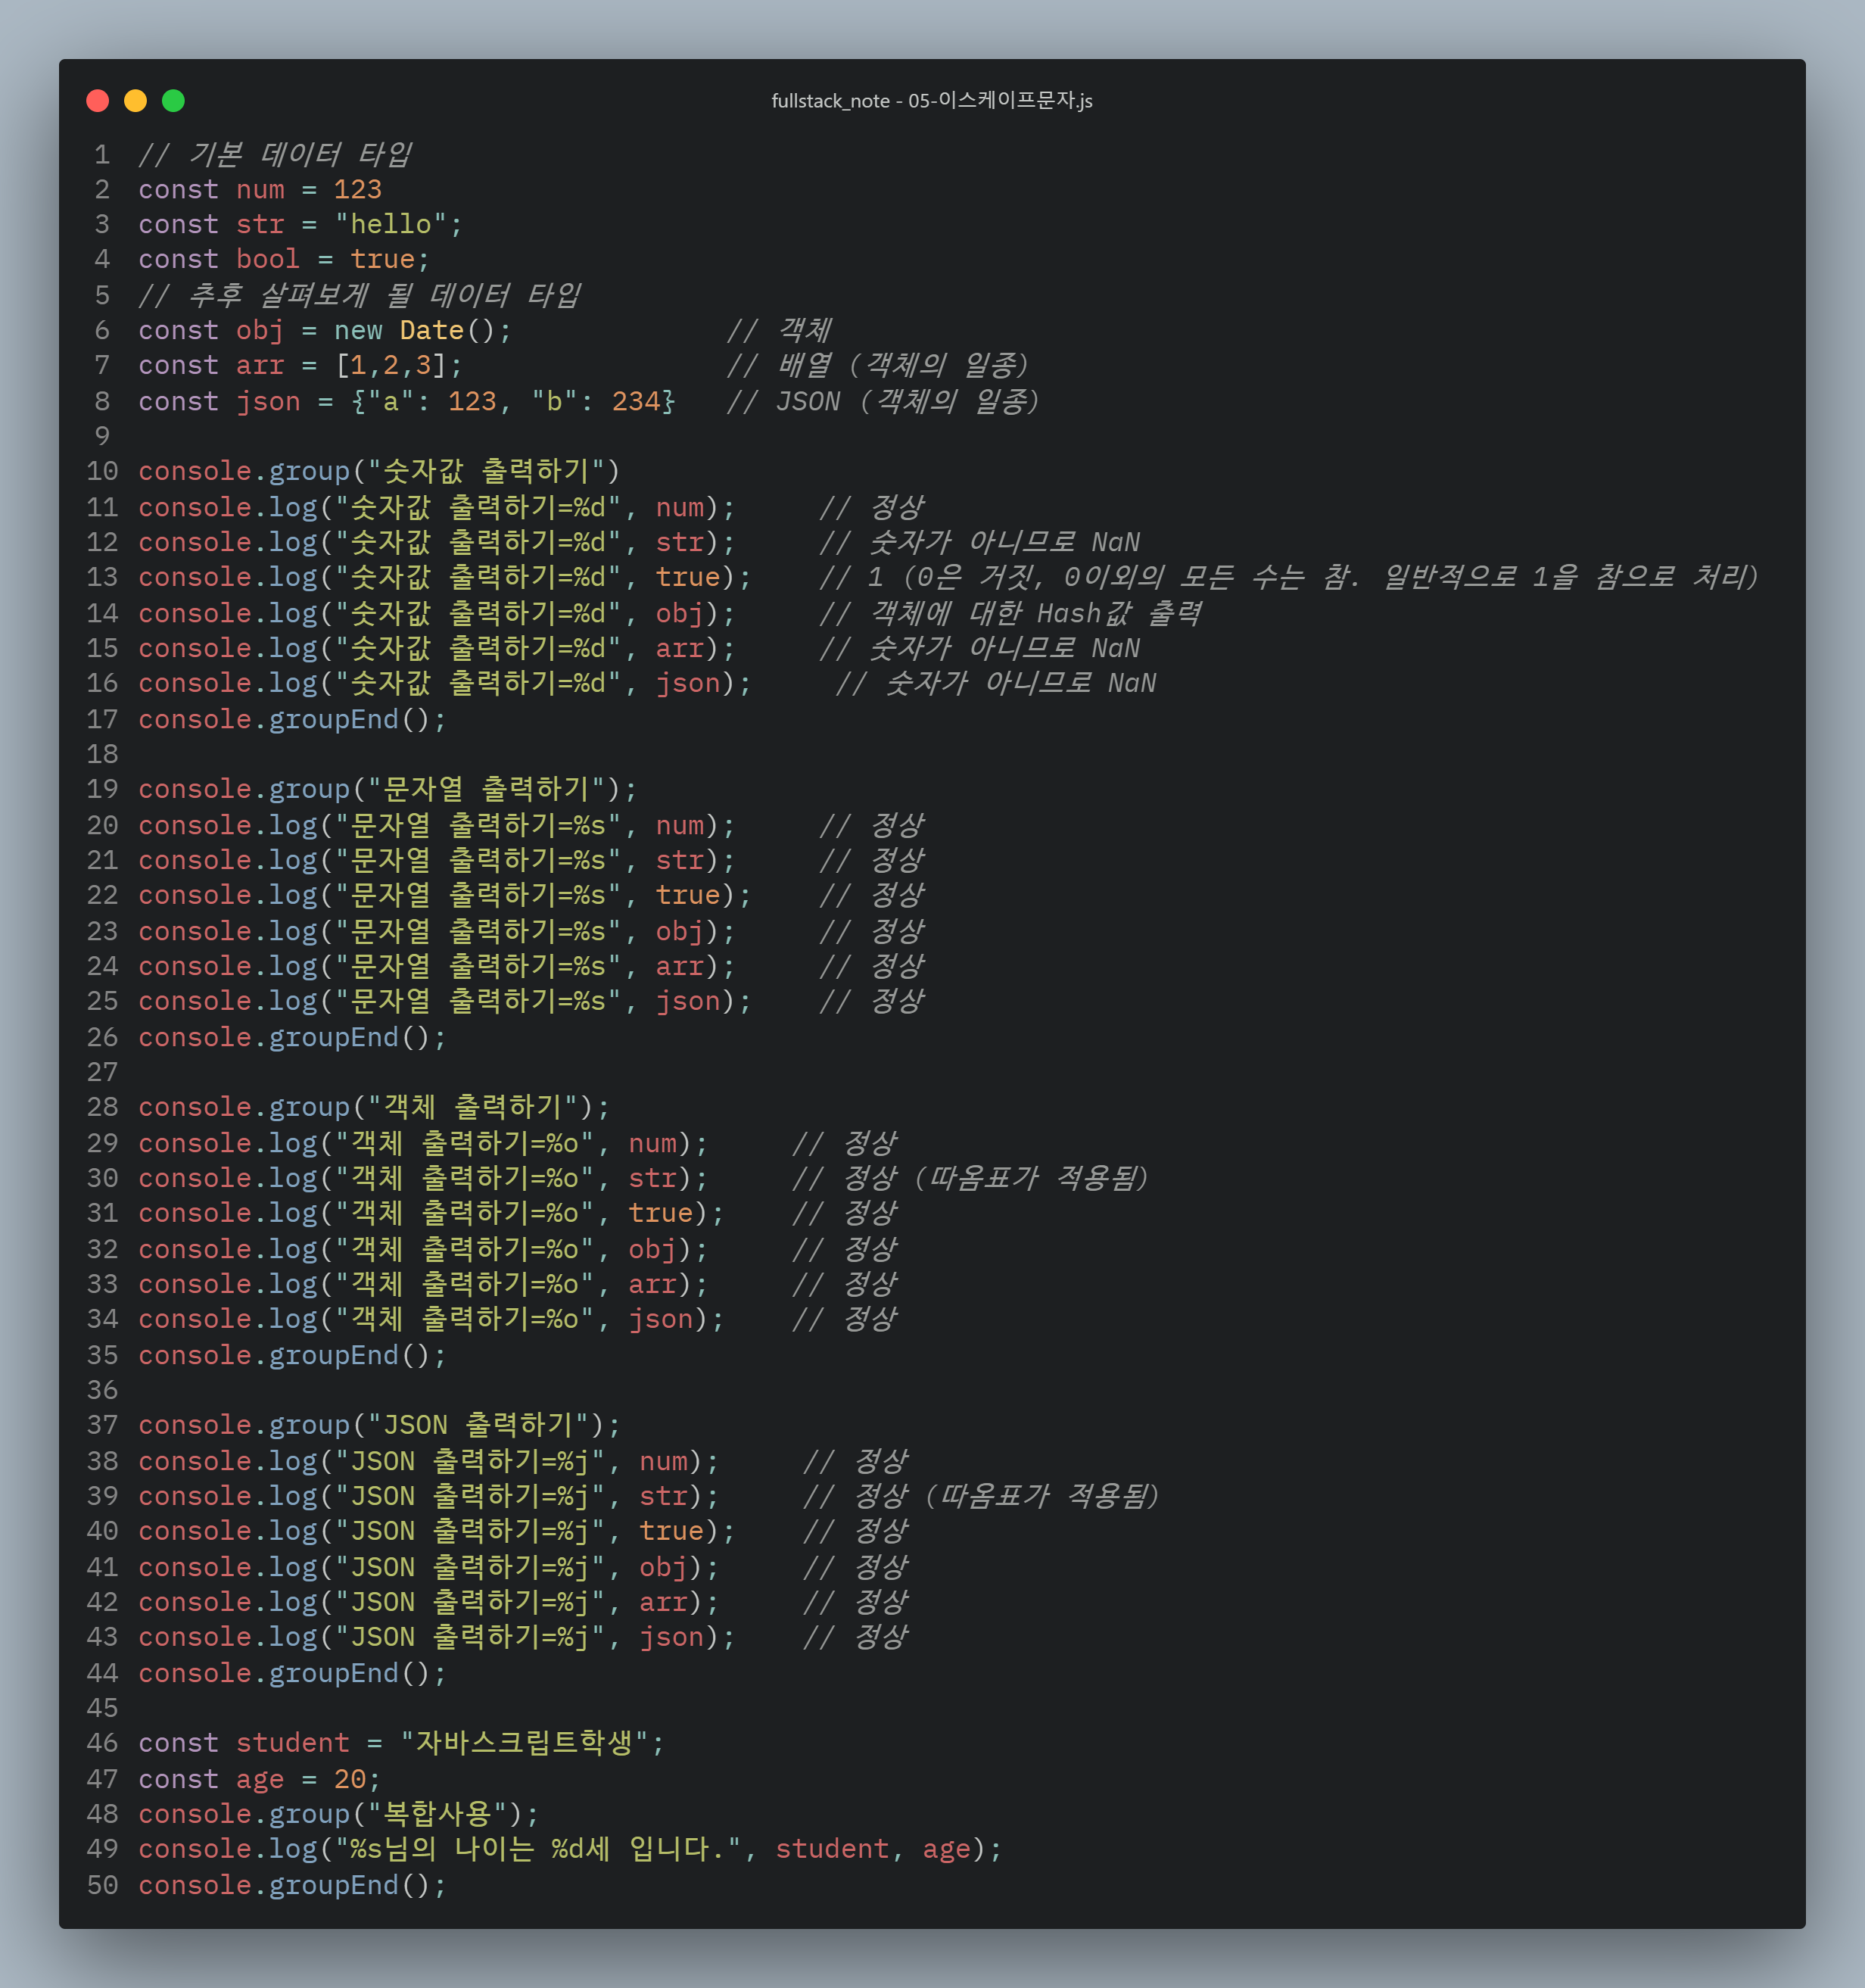 fullstack_note - 05-이스케이프문자.js
1 // 기본 데이터 타입
2 const num = 123
3 const str = "hello";
4 const bool = true;
5 // 추후 살펴보게 될 데이터 타입
6 const obj = new Date();             // 객체
7 const arr = [1,2,3];                // 배열 (객체의 일종)
8 const json = {"a": 123, "b": 234}   // JSON (객체의 일종)
9
10 console.group("숫자값 출력하기")
11 console.log("숫자값 출력하기=%d", num);     // 정상
12 console.log("숫자값 출력하기=%d", str);     // 숫자가 아니므로 NaN
13 console.log("숫자값 출력하기=%d", true);    // 1 (0은 거짓, 0이외의 모든 수는 참. 일반적으로 1을 참으로 처리)
14 console.log("숫자값 출력하기=%d", obj);     // 객체에 대한 Hash값 출력
15 console.log("숫자값 출력하기=%d", arr);     // 숫자가 아니므로 NaN
16 console.log("숫자값 출력하기=%d", json);     // 숫자가 아니므로 NaN
17 console.groupEnd();
18
19 console.group("문자열 출력하기");
20 console.log("문자열 출력하기=%s", num);     // 정상
21 console.log("문자열 출력하기=%s", str);     // 정상
22 console.log("문자열 출력하기=%s", true);    // 정상
23 console.log("문자열 출력하기=%s", obj);     // 정상
24 console.log("문자열 출력하기=%s", arr);     // 정상
25 console.log("문자열 출력하기=%s", json);    // 정상
26 console.groupEnd();
27
28 console.group("객체 출력하기");
29 console.log("객체 출력하기=%o", num);     // 정상
30 console.log("객체 출력하기=%o", str);     // 정상 (따옴표가 적용됨)
31 console.log("객체 출력하기=%o", true);    // 정상
32 console.log("객체 출력하기=%o", obj);     // 정상
33 console.log("객체 출력하기=%o", arr);     // 정상
34 console.log("객체 출력하기=%o", json);    // 정상
35 console.groupEnd();
36
37 console.group("JSON 출력하기");
38 console.log("JSON 출력하기=%j", num);     // 정상
39 console.log("JSON 출력하기=%j", str);     // 정상 (따옴표가 적용됨)
40 console.log("JSON 출력하기=%j", true);    // 정상
41 console.log("JSON 출력하기=%j", obj);     // 정상
42 console.log("JSON 출력하기=%j", arr);     // 정상
43 console.log("JSON 출력하기=%j", json);    // 정상
44 console.groupEnd();
45
46 const student = "자바스크립트학생";
47 const age = 20;
48 console.group("복합사용");
49 console.log("%s님의 나이는 %d세 입니다.", student, age);
50 console.groupEnd();